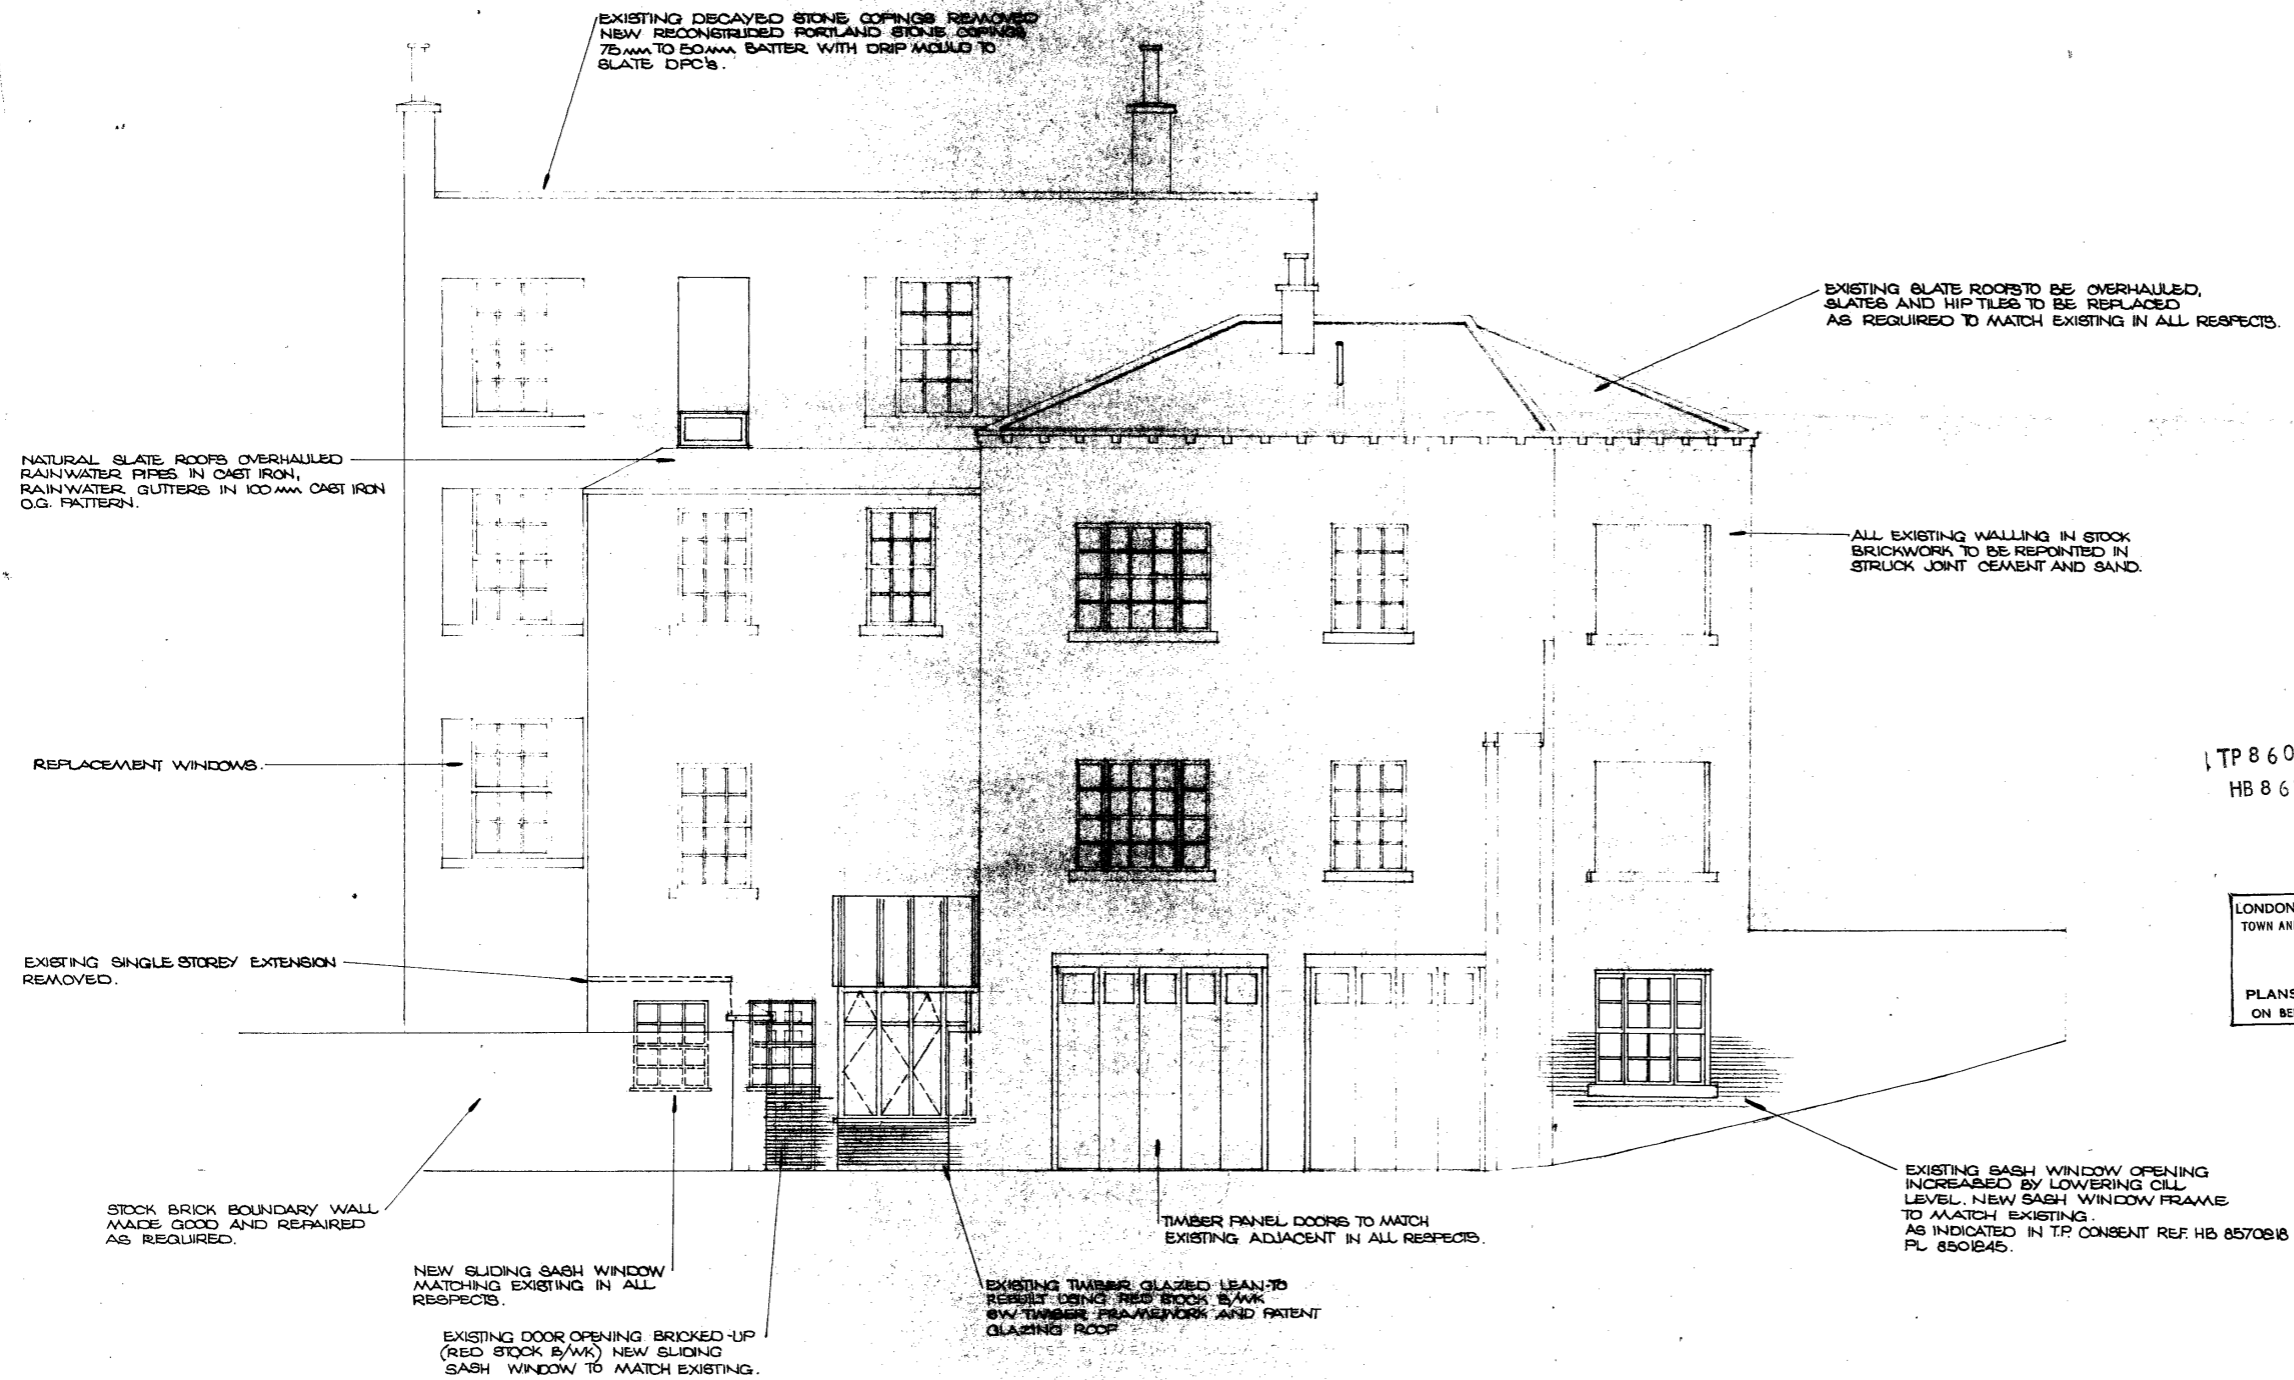 EXISTING DECAYED STONE COPINGS REMOVED
NEW RECONSTRUDED PORTLAND STONE COPINGS
75mm TO 50mm BATTER WITH DRIP MOULD TO
SLATE DPC's.
EXISTING SLATE ROOFS TO BE OVERHAULED,
SLATES AND HIP TILES TO BE REPLACED
AS REQUIRED TO MATCH EXISTING IN ALL RESPECTS.
NATURAL SLATE ROOFS OVERHAULED
RAINWATER PIPES IN CAST IRON,
RAINWATER GUTTERS IN 100mm CAST IRON
O.G. PATTERN.
ALL EXISTING WALLING IN STOCK
BRICKWORK TO BE REPOINTED IN
STRUCK JOINT CEMENT AND SAND.
REPLACEMENT WINDOWS.
TP 860
HB 86
LONDON
TOWN AN
PLANS
ON BE
EXISTING SINGLE STOREY EXTENSION
REMOVED.
STOCK BRICK BOUNDARY WALL
MADE GOOD AND REPAIRED
AS REQUIRED.
NEW SLIDING SASH WINDOW
MATCHING EXISTING IN ALL
RESPECTS.
EXISTING DOOR OPENING BRICKED-UP
(RED STOCK B/WK) NEW SLIDING
SASH WINDOW TO MATCH EXISTING.
EXISTING TIMBER GLAZED LEAN-TO
REBUILT USING RED STOCK B/WK
SW TIMBER FRAMEWORK AND PATENT
GLAZING ROOF
TIMBER PANEL DOORS TO MATCH
EXISTING ADJACENT IN ALL RESPECTS.
EXISTING SASH WINDOW OPENING
INCREASED BY LOWERING CILL
LEVEL. NEW SASH WINDOW FRAME
TO MATCH EXISTING.
AS INDICATED IN T.P. CONSENT REF. HB
PL